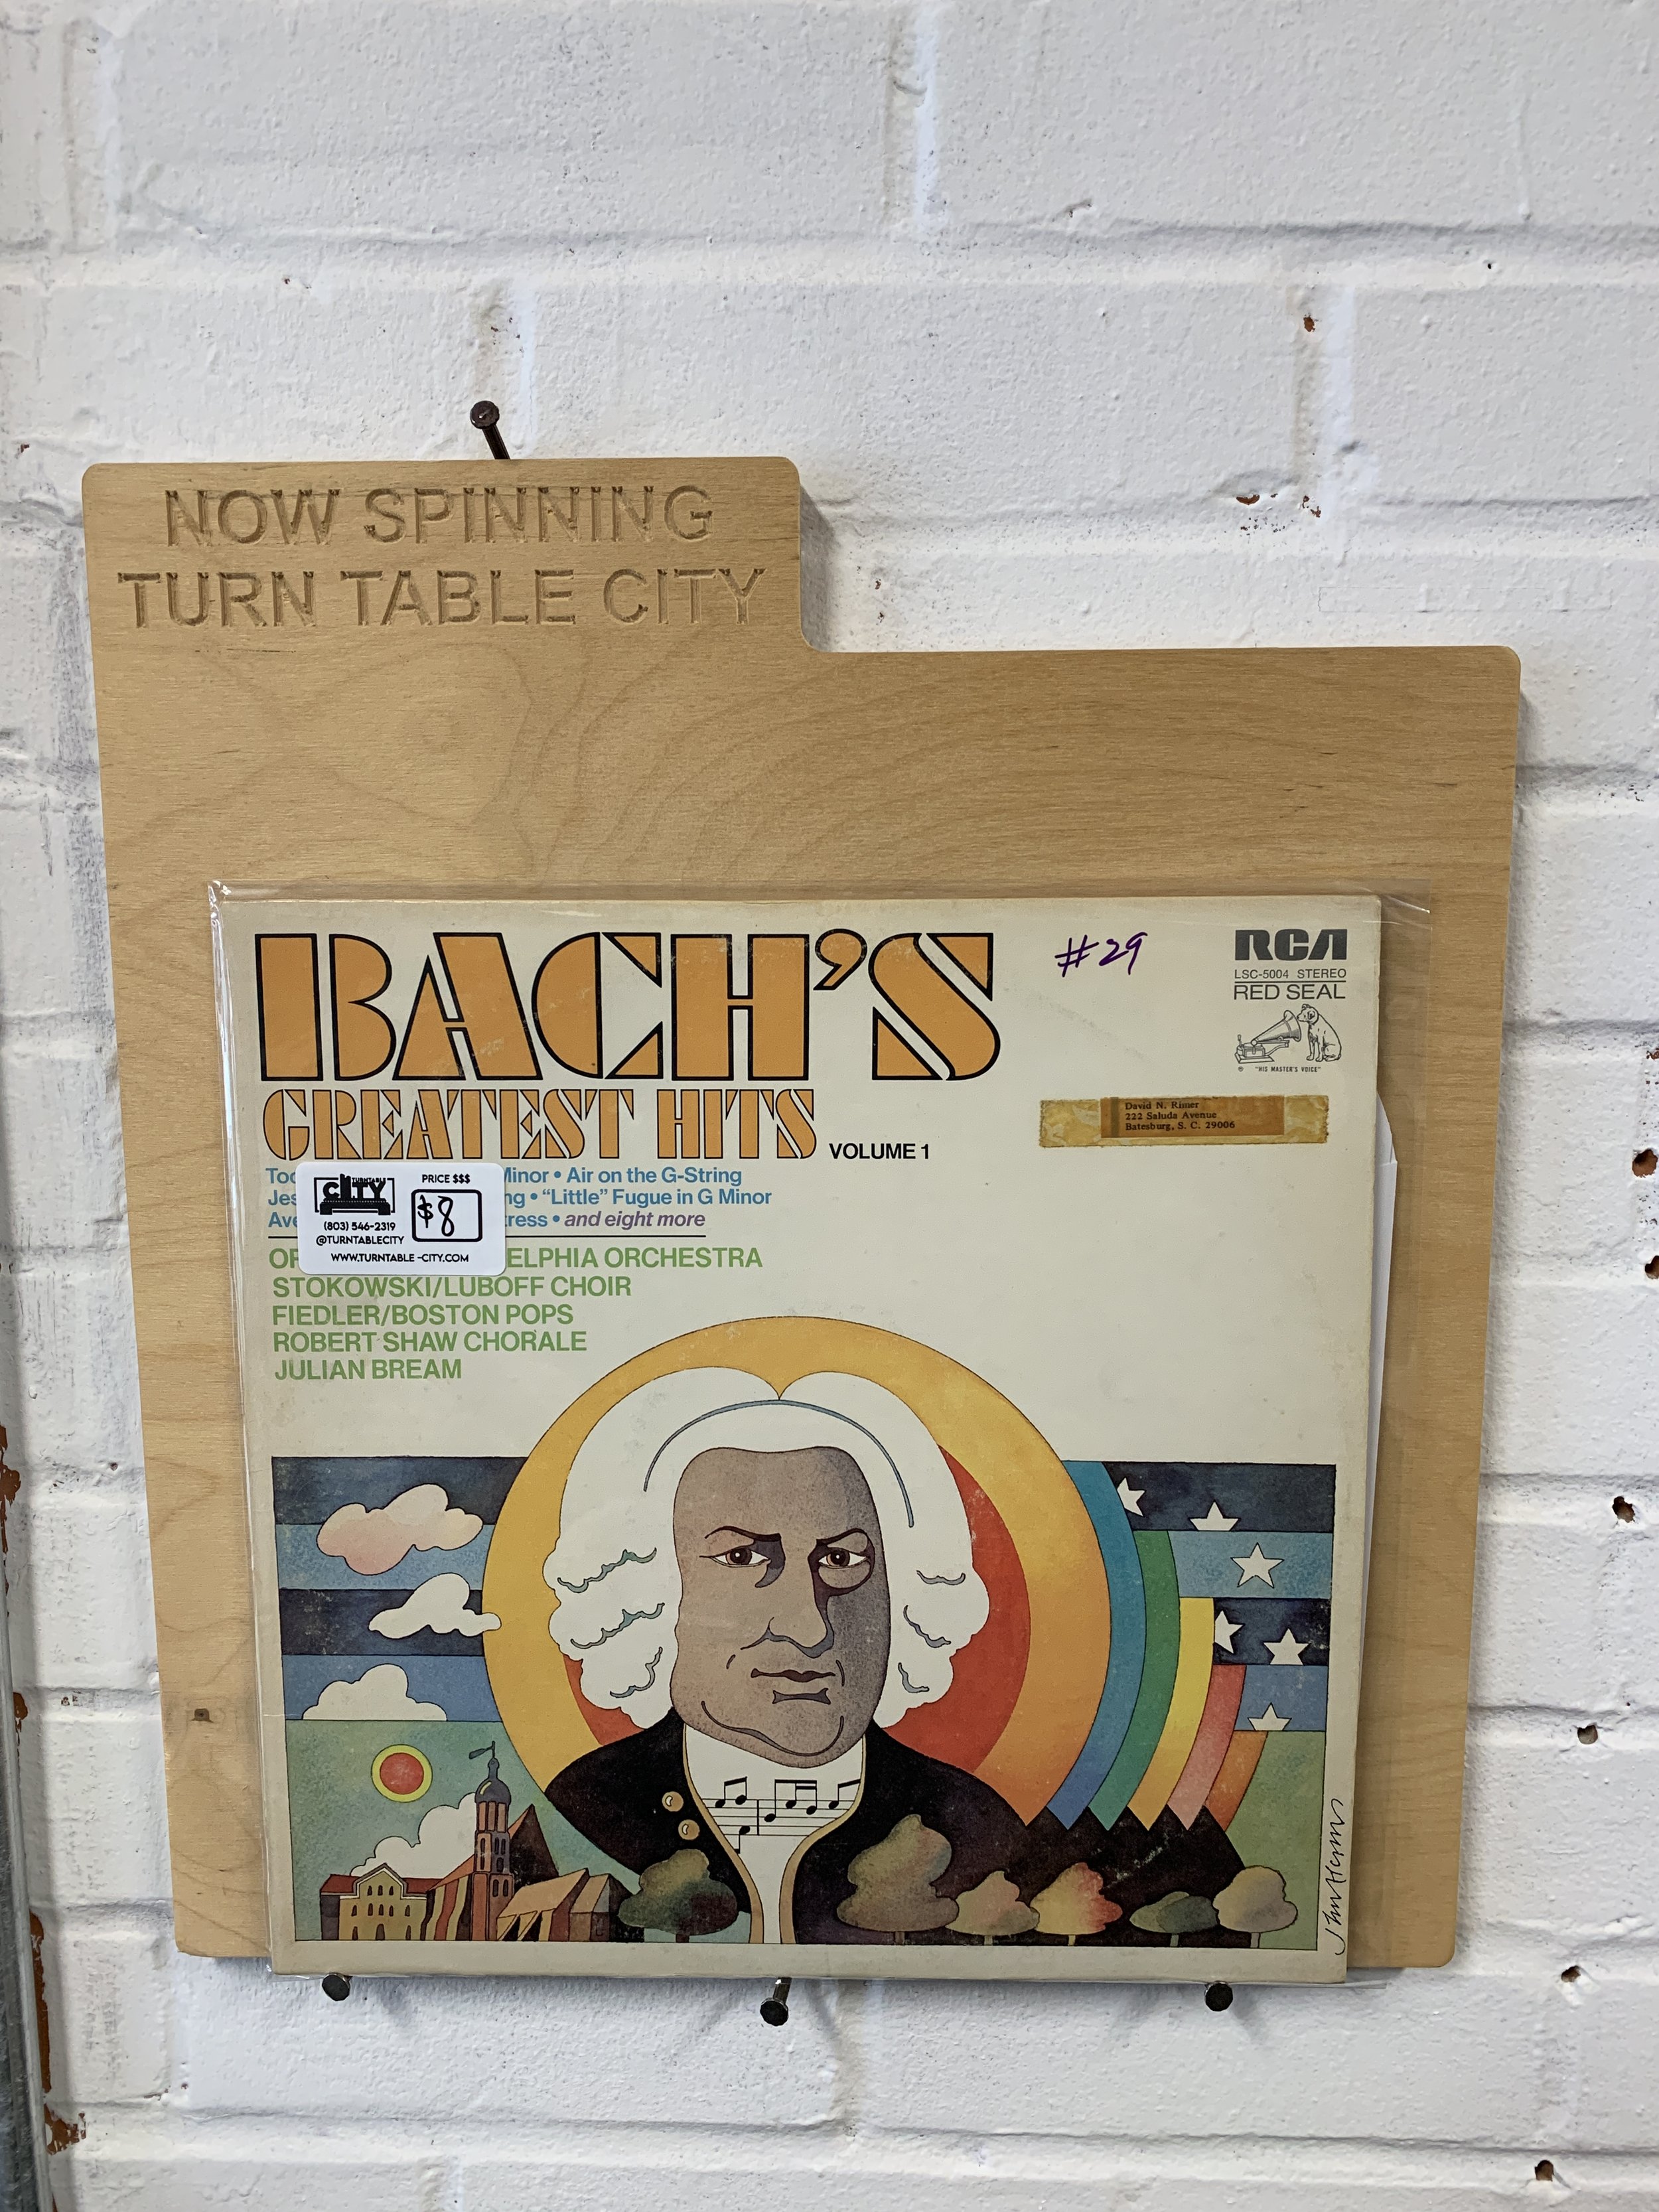 NOW SPINNING
TURN TABLE CITY
BACH'S
#29
RCA
LSC-5004 STEREO
RED SEAL
"HIS MASTER'S VOICE"
GREATEST HITS VOLUME 1
David N. Rimer
222 Saluda Avenue
Batesburg, S. C. 29006
Minor • Air on the G-String
• "Little" Fugue in G Minor
• and eight more
TURNTABLE
CITY
PRICE $$$
$8
(803) 546-2319
@TURNTABLECITY
WWW.TURNTABLE-CITY.COM
ORCHESTRA
STOKOWSKI/LUBOFF CHOIR
FIEDLER/BOSTON POPS
ROBERT SHAW CHORALE
JULIAN BREAM